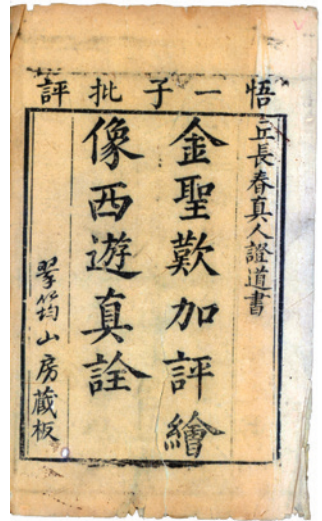 悟一子批評
丘長春真人證道書
金聖歎加評繪
像西遊真詮
翠筠山房藏板